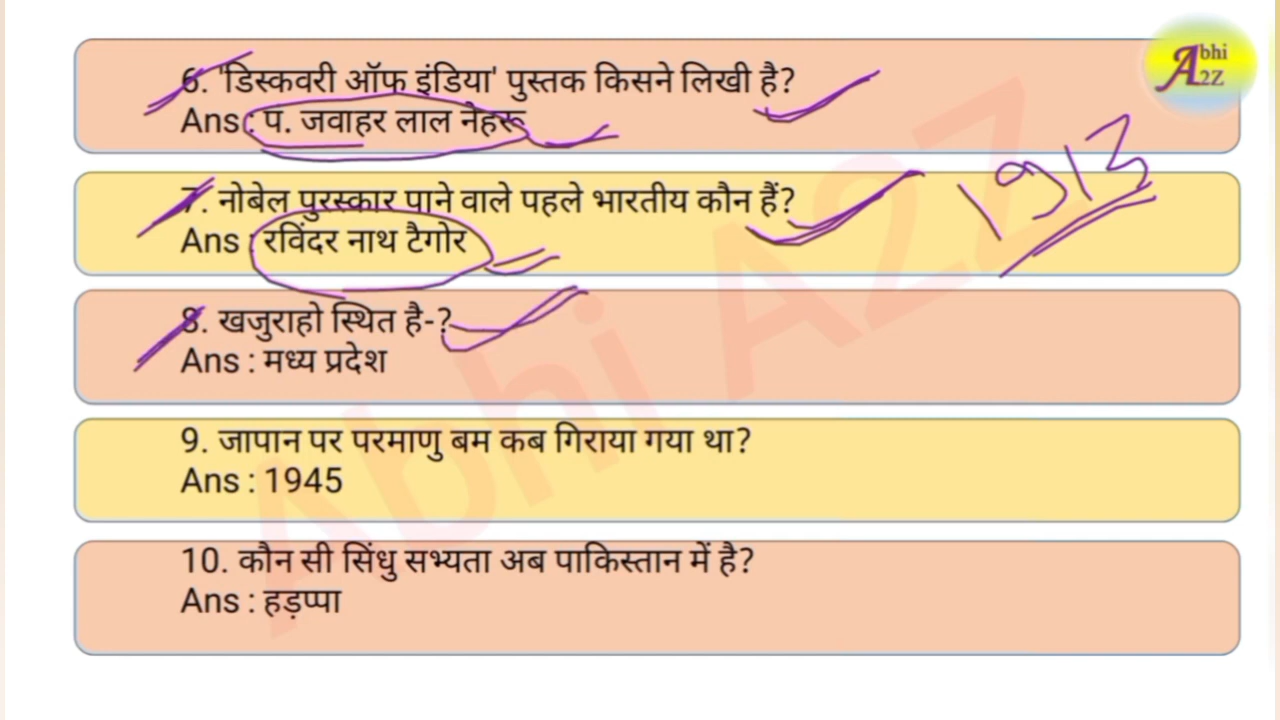 Abhi
A2Z
6. 'डिस्कवरी ऑफ इंडिया' पुस्तक किसने लिखी है?
Ans : प. जवाहर लाल नेहरू
1913
7. नोबेल पुरस्कार पाने वाले पहले भारतीय कौन हैं?
Ans : रविंदर नाथ टैगोर
8. खजुराहो स्थित है-?
Ans : मध्य प्रदेश
9. जापान पर परमाणु बम कब गिराया गया था?
Ans : 1945
10. कौन सी सिंधु सभ्यता अब पाकिस्तान में है?
Ans : हड़प्पा
Abhi A2Z